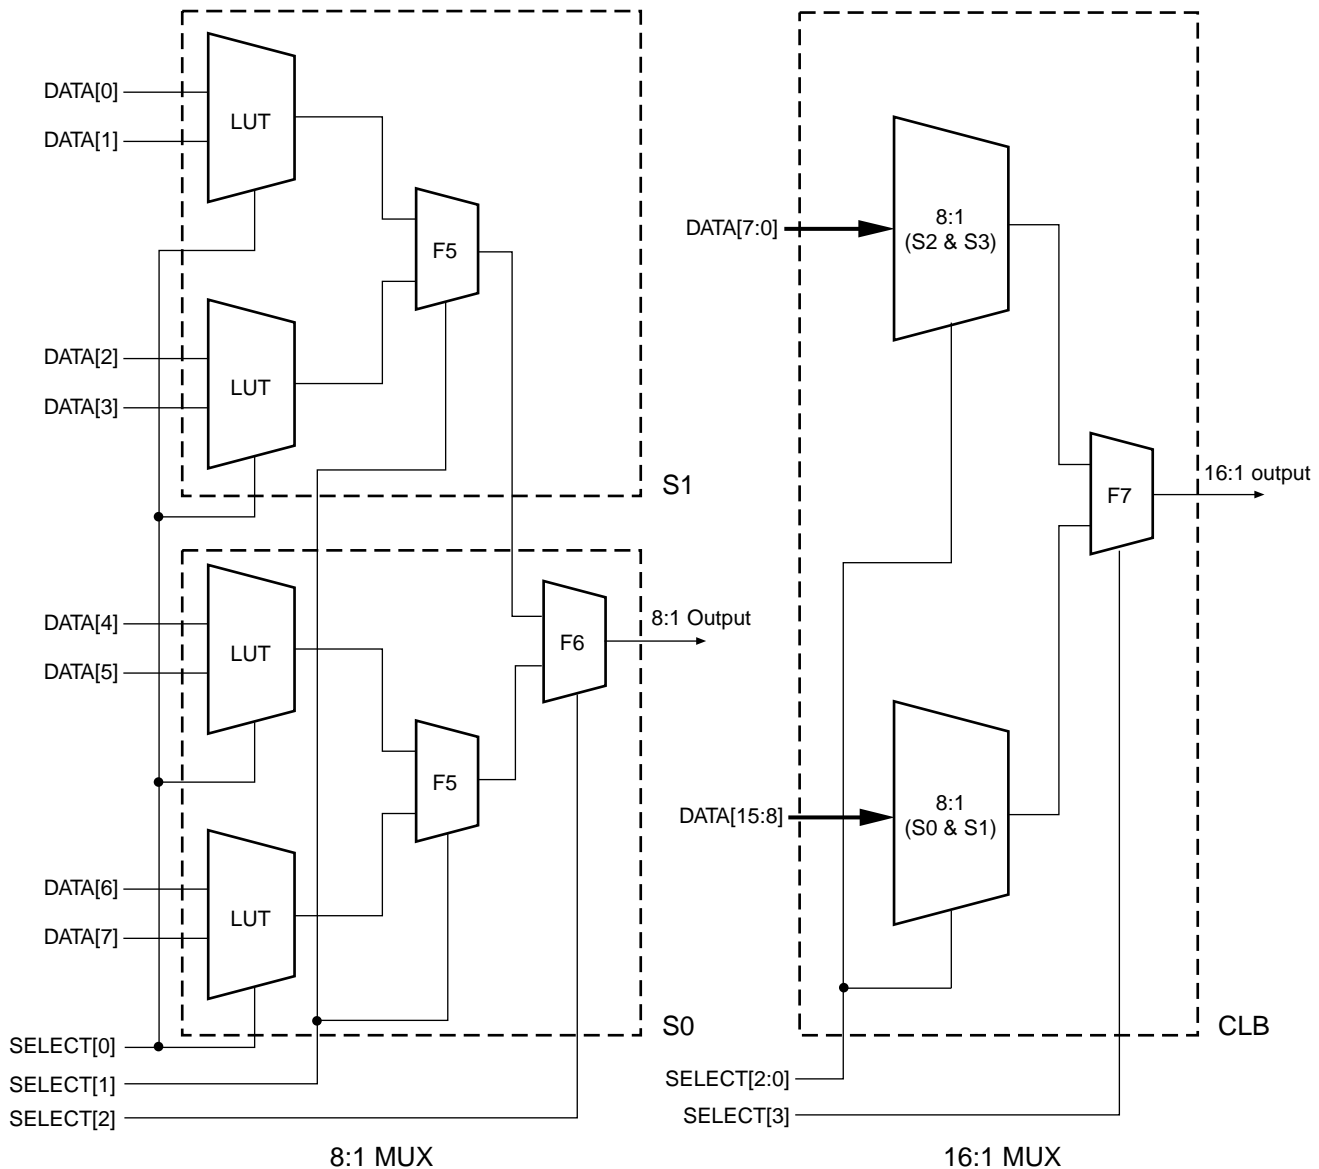 DATA[0]
DATA[1]
LUT
F5
DATA[2]
DATA[3]
LUT
S1
DATA[4]
DATA[5]
LUT
F6
8:1 Output
F5
DATA[6]
DATA[7]
LUT
S0
SELECT[0]
SELECT[1]
SELECT[2]
8:1 MUX
DATA[7:0]
8:1
(S2 & S3)
F7
16:1 output
DATA[15:8]
8:1
(S0 & S1)
CLB
SELECT[2:0]
SELECT[3]
16:1 MUX